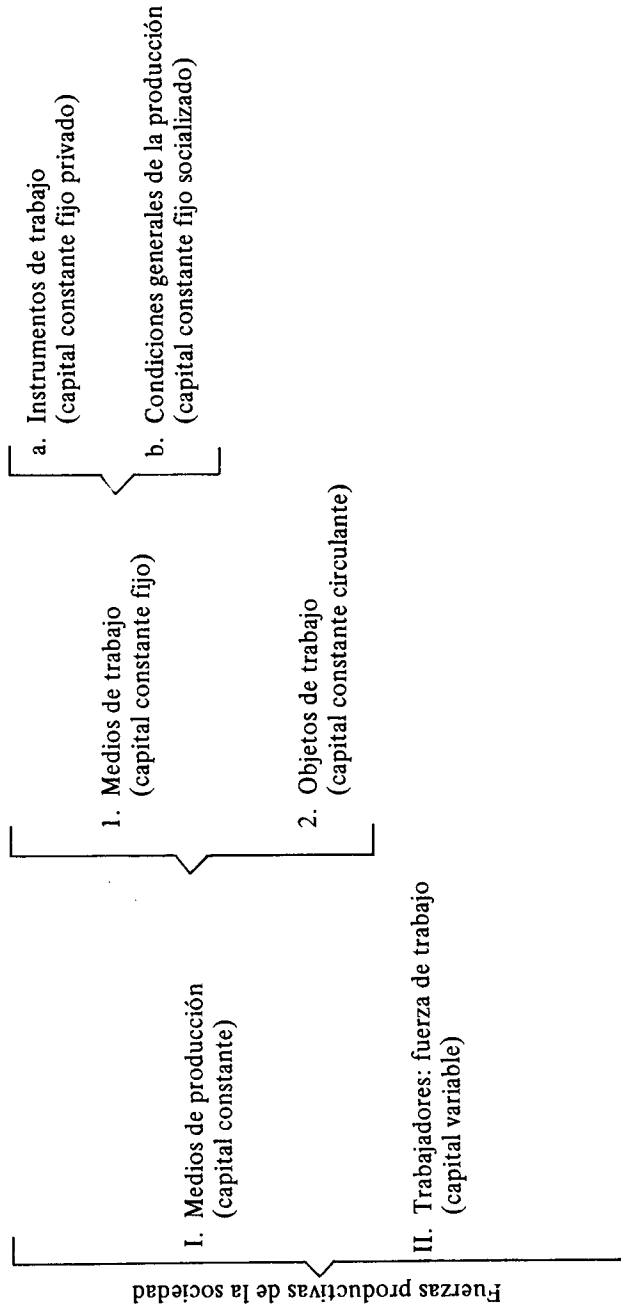 Fuerzas productivas de la sociedad
I. Medios de producción
(capital constante)
1. Medios de trabajo
(capital constante fijo)
a. Instrumentos de trabajo
(capital constante fijo privado)
b. Condiciones generales de la producción
(capital constante fijo socializado)
2. Objetos de trabajo
(capital constante circulante)
II. Trabajadores: fuerza de trabajo
(capital variable)